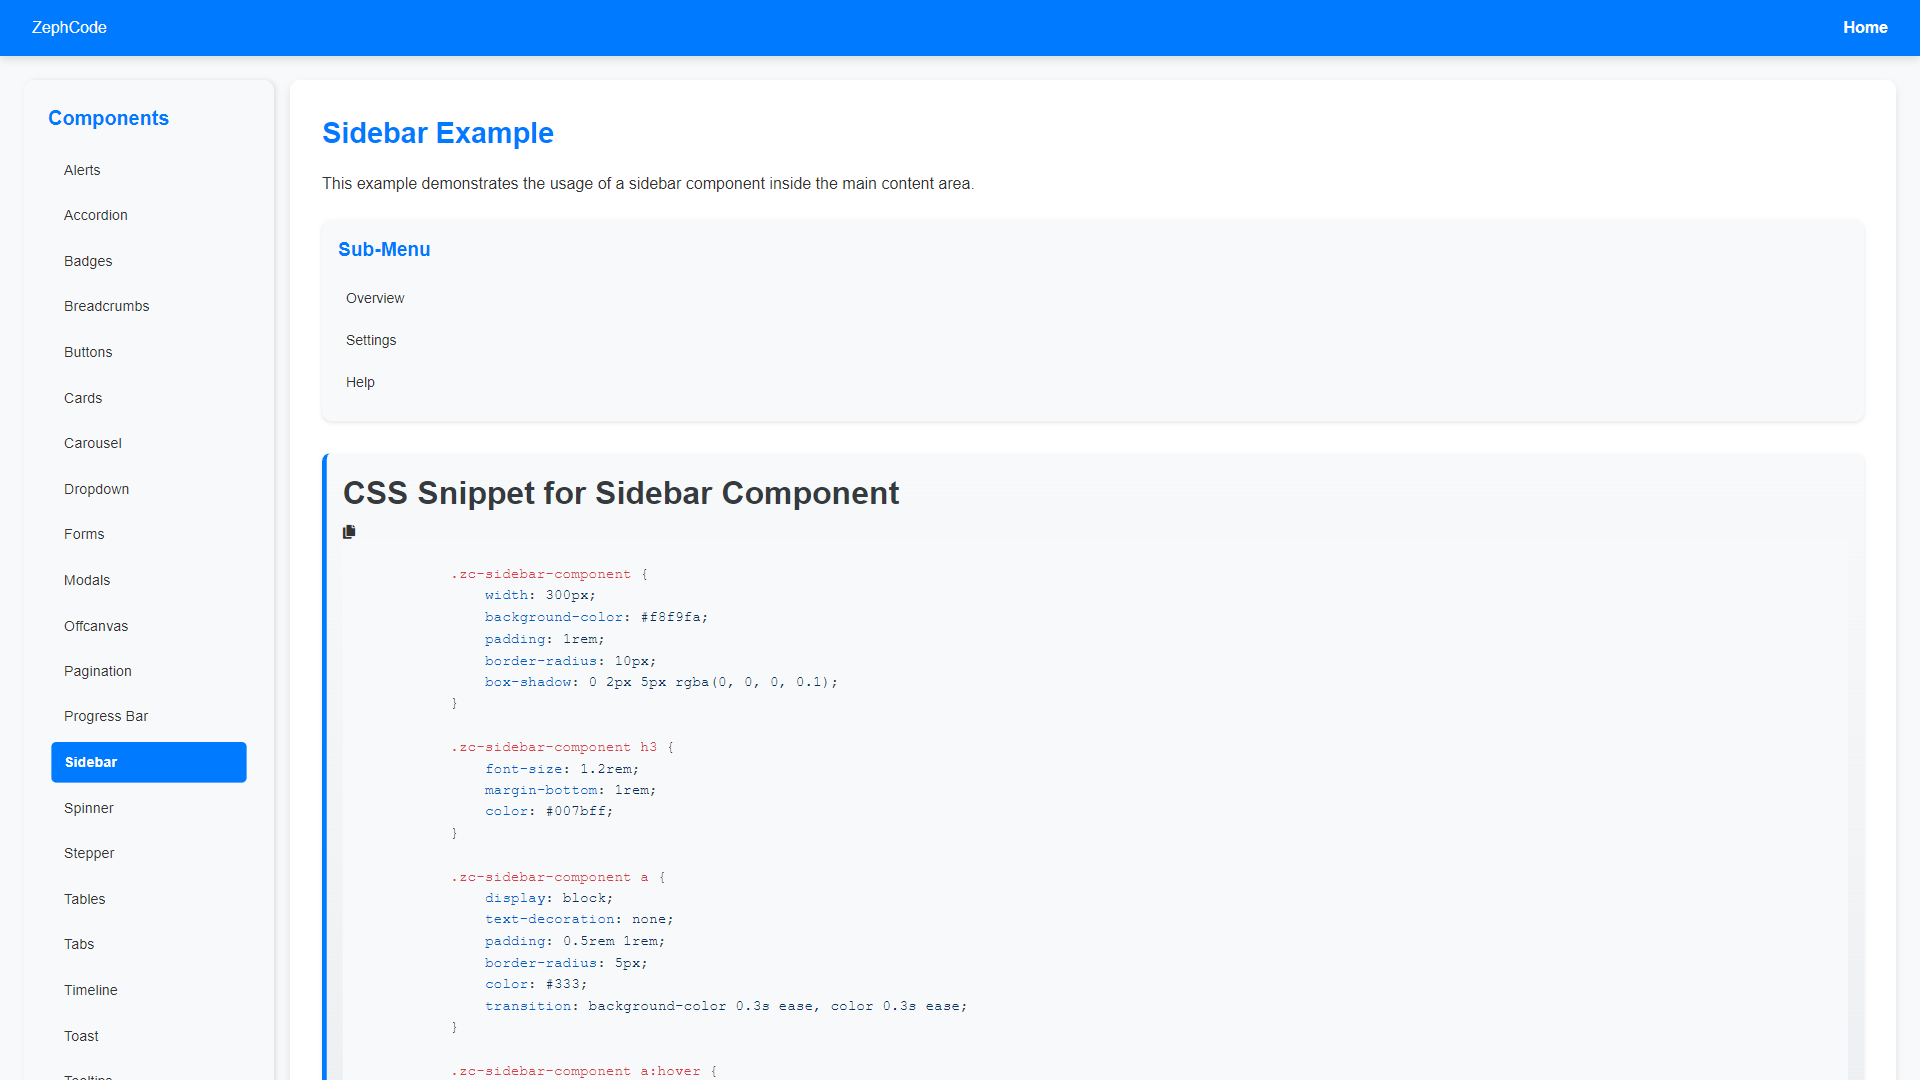 ZephCode
Home
Components
Alerts
Accordion
Badges
Breadcrumbs
Buttons
Cards
Carousel
Dropdown
Forms
Modals
Offcanvas
Pagination
Progress Bar
Sidebar
Spinner
Stepper
Tables
Tabs
Timeline
Toast
Tooltips
Sidebar Example
This example demonstrates the usage of a sidebar component inside the main content area.
Sub-Menu
Overview
Settings
Help
CSS Snippet for Sidebar Component
.zc-sidebar-component {
    width: 300px;
    background-color: #f8f9fa;
    padding: 1rem;
    border-radius: 10px;
    box-shadow: 0 2px 5px rgba(0, 0, 0, 0.1);
}
.zc-sidebar-component h3 {
    font-size: 1.2rem;
    margin-bottom: 1rem;
    color: #007bff;
}
.zc-sidebar-component a {
    display: block;
    text-decoration: none;
    padding: 0.5rem 1rem;
    border-radius: 5px;
    color: #333;
    transition: background-color 0.3s ease, color 0.3s ease;
}
.zc-sidebar-component a:hover {